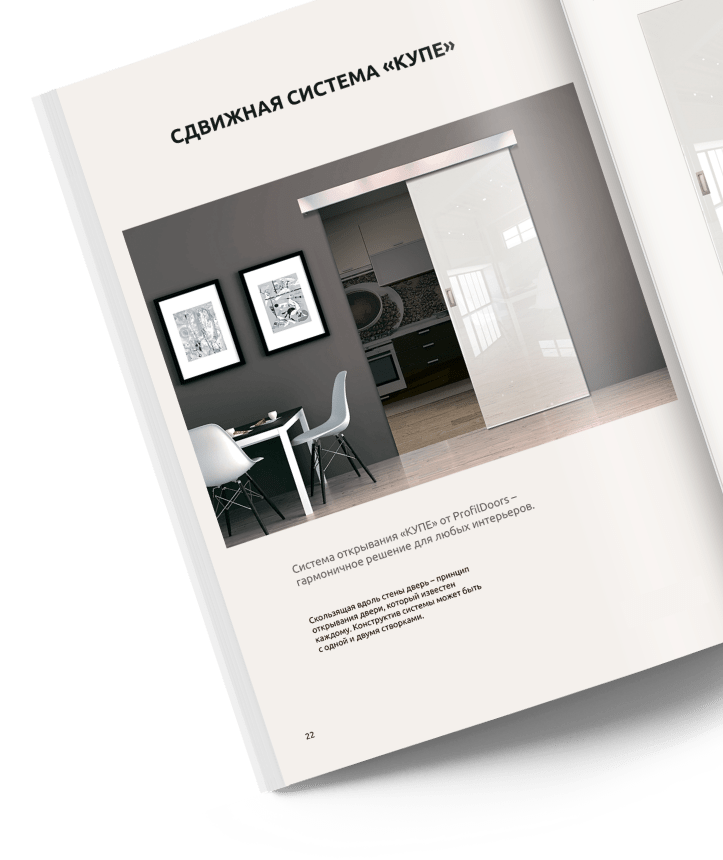 СДВИЖНАЯ СИСТЕМА «КУПЕ»
Система открывания «КУПЕ» от ProfilDoors –
гармоничное решение для любых интерьеров.
Скользящая вдоль стены дверь – принцип
открывания двери, который известен
каждому. Конструктив системы может быть
с одной и двумя створками.
22